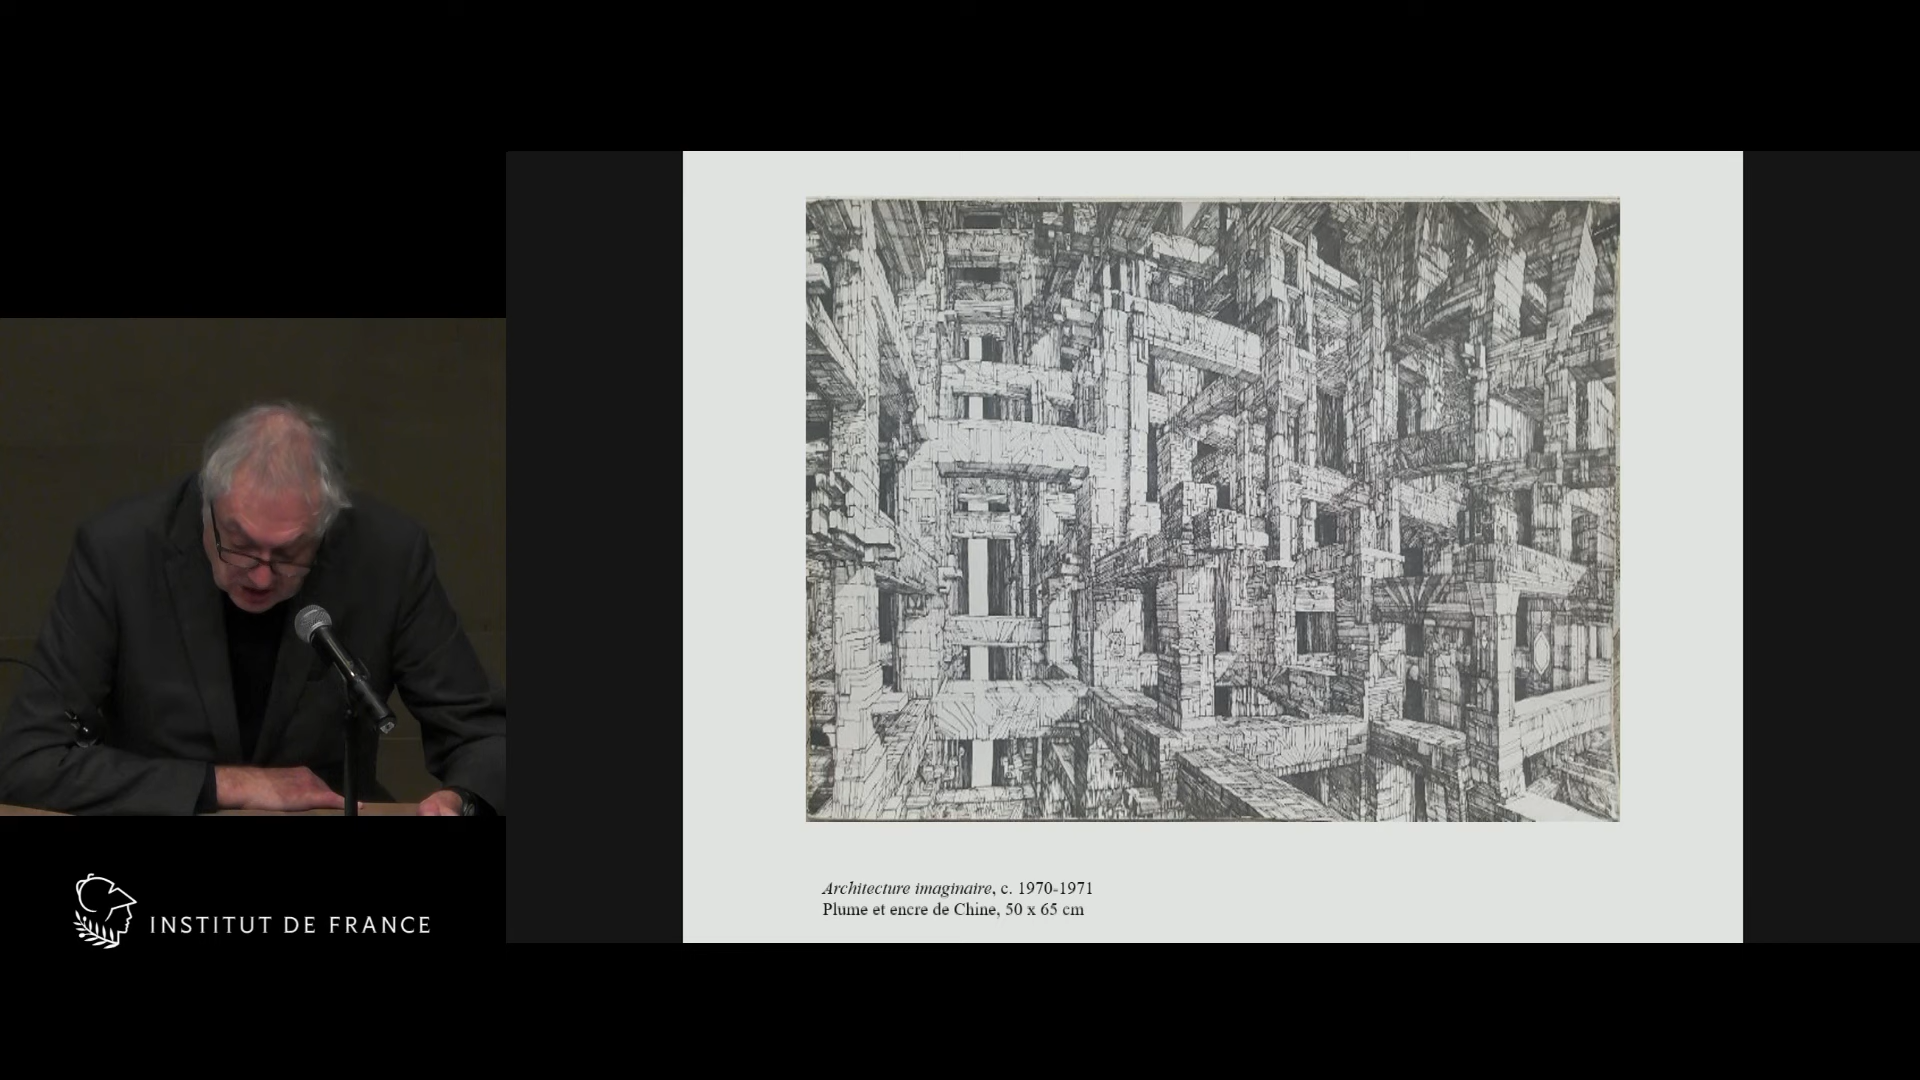 Architecture imaginaire, c. 1970-1971
Plume et encre de Chine, 50 x 65 cm
INSTITUT DE FRANCE